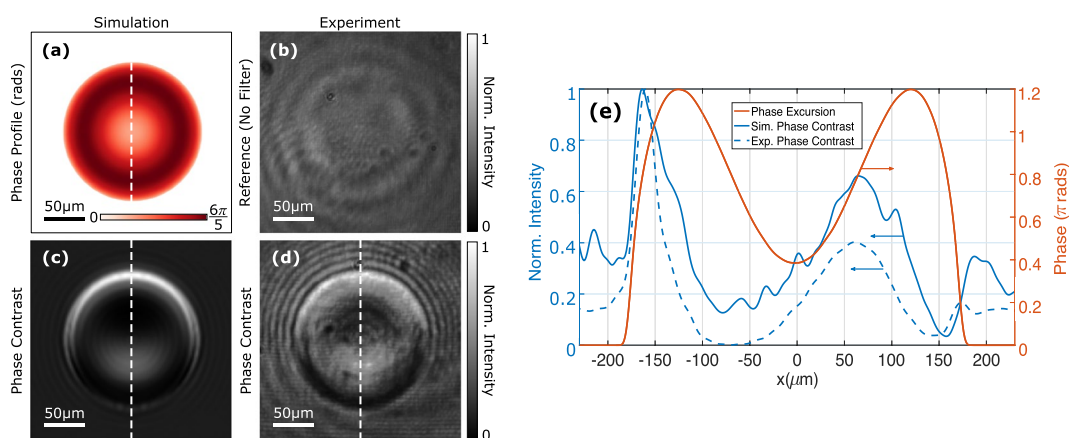 Simulation
Experiment
Phase Profile (rads)
(a)
50μm
0
6π
5
Reference (No Filter)
(b)
50μm
1
Norm. Intensity
0
Phase Contrast
(c)
50μm
Phase Contrast
(d)
50μm
1
Norm. Intensity
0
(e)
Phase Excursion
Sim. Phase Contrast
Exp. Phase Contrast
Norm. Intensity
1
0.8
0.6
0.4
0.2
0
Phase (π rads)
1.2
1
0.8
0.6
0.4
0.2
0
-200 -150 -100 -50 0 50 100 150 200
x(μm)